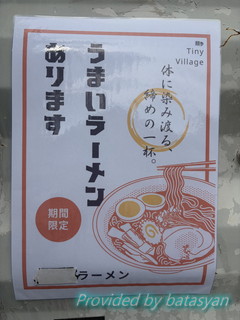 Tiny
Village
体に染み渡る、
締めの一杯。
うまいラーメン
あります
期間
限定
ラーメン
Provided by batasyan